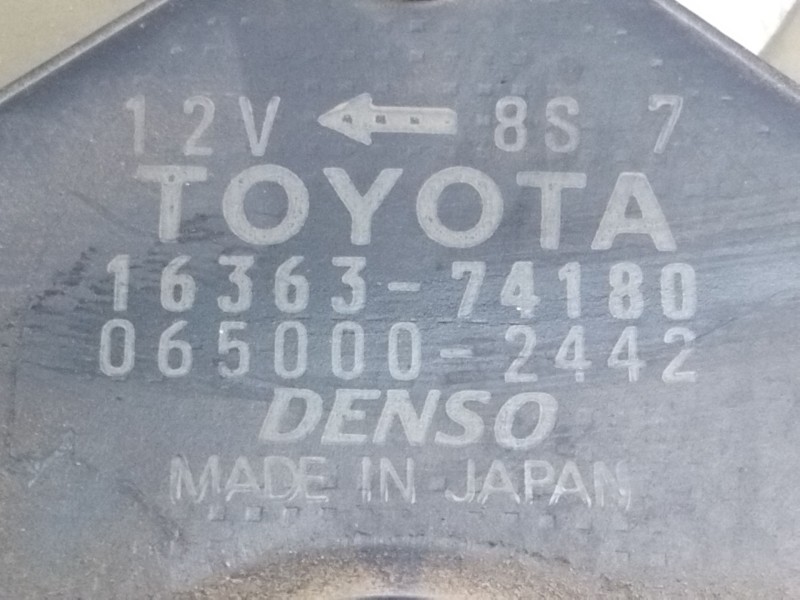 12V ← 8S 7
TOYOTA
16363-74180
065000-2442
DENSO
MADE IN JAPAN